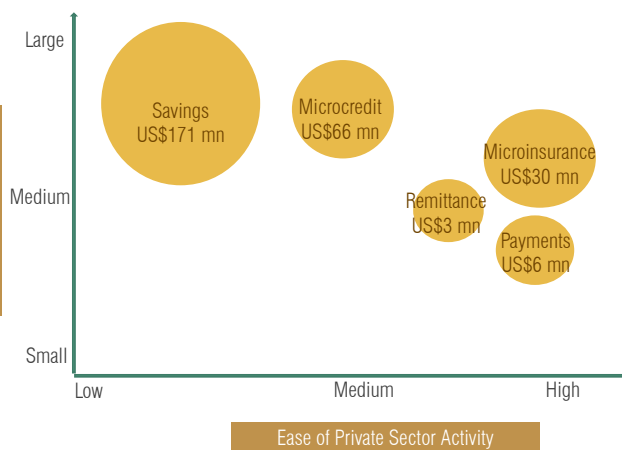 Large
Savings
US$171 mn
Microcredit
US$66 mn
Microinsurance
US$30 mn
Medium
Remittance
US$3 mn
Payments
US$6 mn
Small
Low
Medium
High
Ease of Private Sector Activity